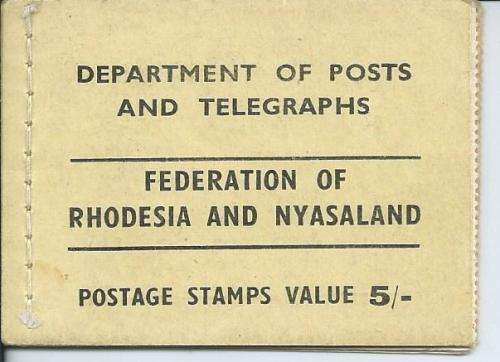 DEPARTMENT OF POSTS
AND TELEGRAPHS
FEDERATION OF
RHODESIA AND NYASALAND
POSTAGE STAMPS VALUE 5/-